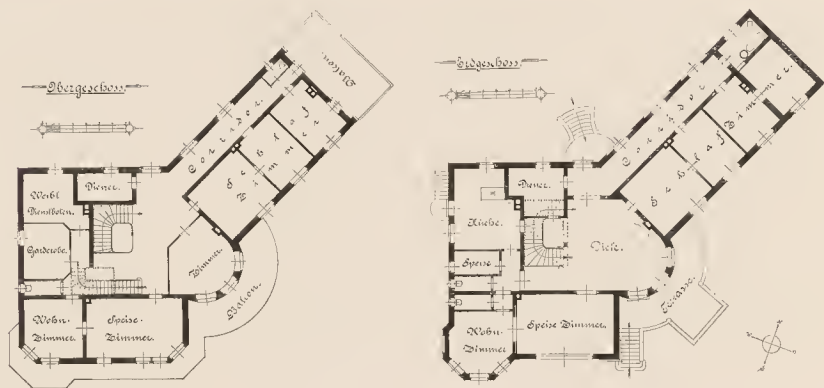 Obergeschoss.
Balkon.
Corridor.
Schlaf
Zimmer
Weibl.
Dienstboten.
Diener.
Garderobe.
Zimmer.
Balkon.
Wohn-
Zimmer
Speise-
Zimmer.
Erdgeschoss.
Corridor
Schlaf Zimmer.
Diener.
Küche.
Speise
Diele.
Terrasse.
Wohn-
Zimmer
Speise Zimmer.